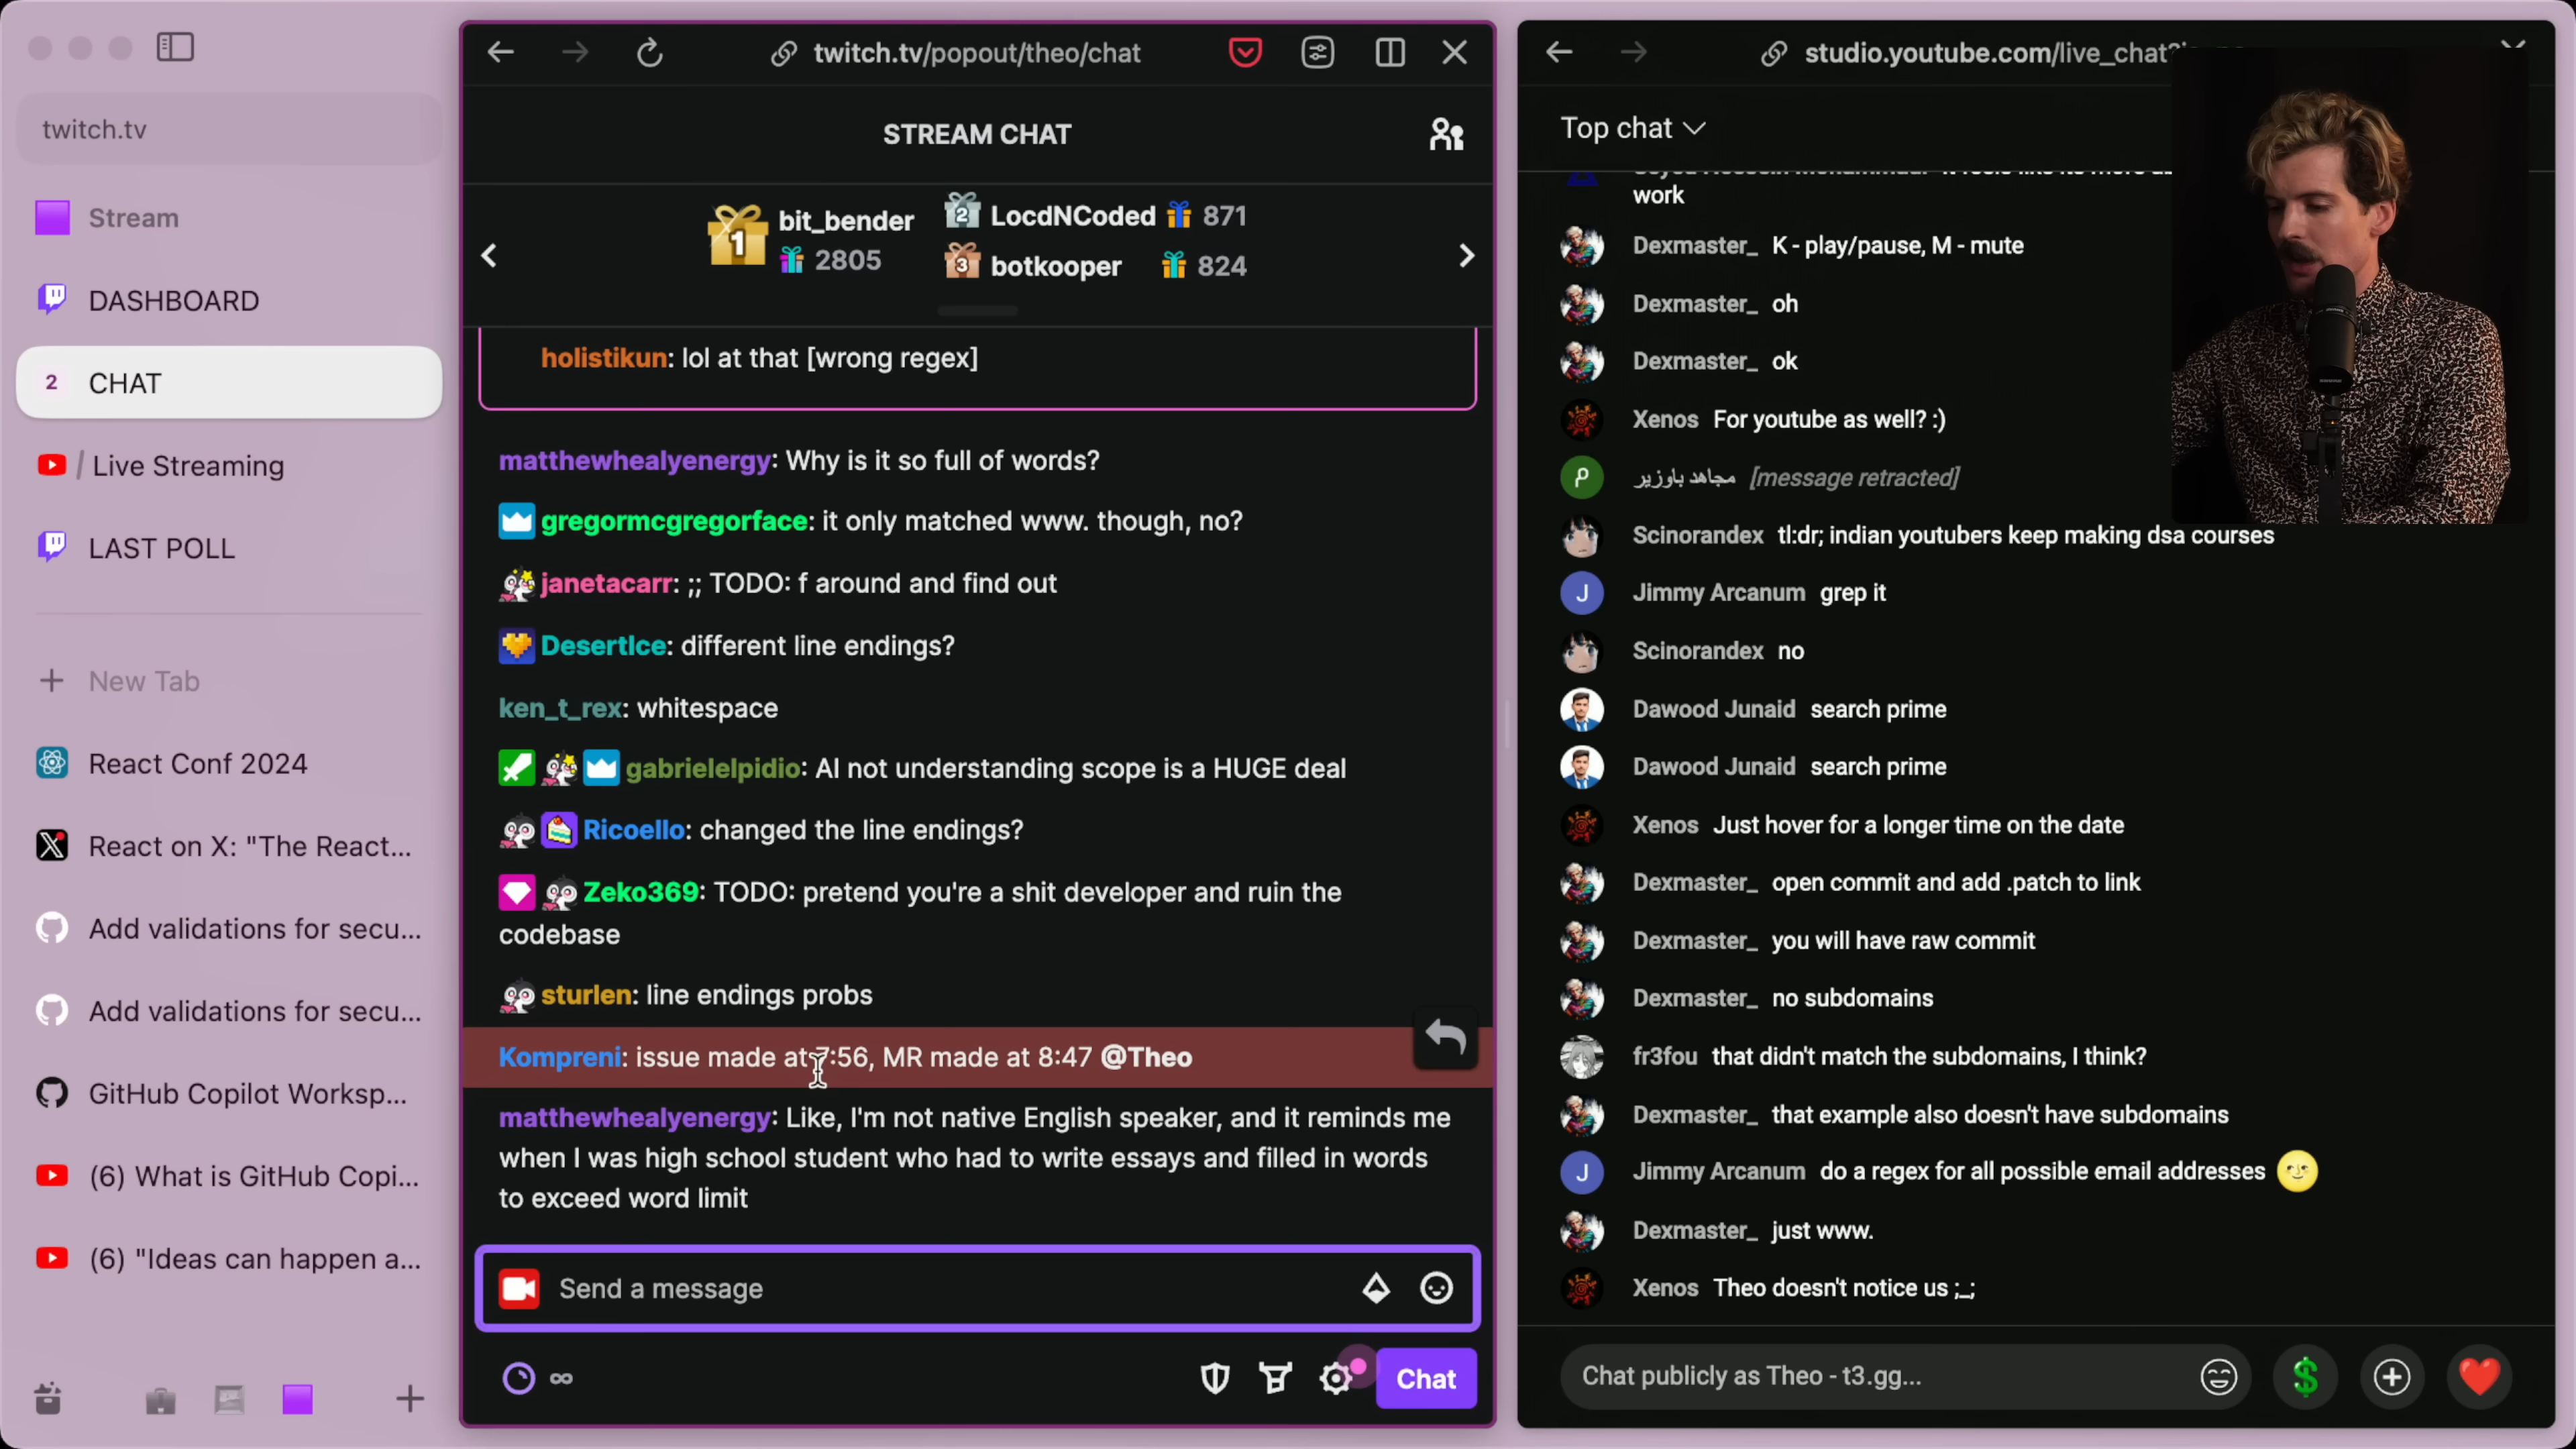 twitch.tv
Stream
DASHBOARD
2 CHAT
/ Live Streaming
LAST POLL
New Tab
React Conf 2024
React on X: "The React...
Add validations for secu...
Add validations for secu...
GitHub Copilot Worksp...
(6) What is GitHub Copi...
(6) "Ideas can happen a...
twitch.tv/popout/theo/chat
STREAM CHAT
1 bit_bender 2805
2 LocdNCoded 871
3 botkooper 824
holistikun: lol at that [wrong regex]
matthewhealyenergy: Why is it so full of words?
gregormcgregorface: it only matched www. though, no?
janetacarr: ;; TODO: f around and find out
DesertIce: different line endings?
ken_t_rex: whitespace
gabrielelpidio: AI not understanding scope is a HUGE deal
Ricoello: changed the line endings?
Zeko369: TODO: pretend you're a shit developer and ruin the
codebase
sturlen: line endings probs
Kompreni: issue made at 7:56, MR made at 8:47 @Theo
matthewhealyenergy: Like, I'm not native English speaker, and it reminds me
when I was high school student who had to write essays and filled in words
to exceed word limit
Send a message
∞
Chat
studio.youtube.com/live_chat?
Top chat
work
Dexmaster_ K - play/pause, M - mute
Dexmaster_ oh
Dexmaster_ ok
Xenos For youtube as well? :)
مجاهد باوزير [message retracted]
Scinorandex tl:dr; indian youtubers keep making dsa courses
J Jimmy Arcanum grep it
Scinorandex no
Dawood Junaid search prime
Dawood Junaid search prime
Xenos Just hover for a longer time on the date
Dexmaster_ open commit and add .patch to link
Dexmaster_ you will have raw commit
Dexmaster_ no subdomains
fr3fou that didn't match the subdomains, I think?
Dexmaster_ that example also doesn't have subdomains
J Jimmy Arcanum do a regex for all possible email addresses
Dexmaster_ just www.
Xenos Theo doesn't notice us ;_;
Chat publicly as Theo - t3.gg...